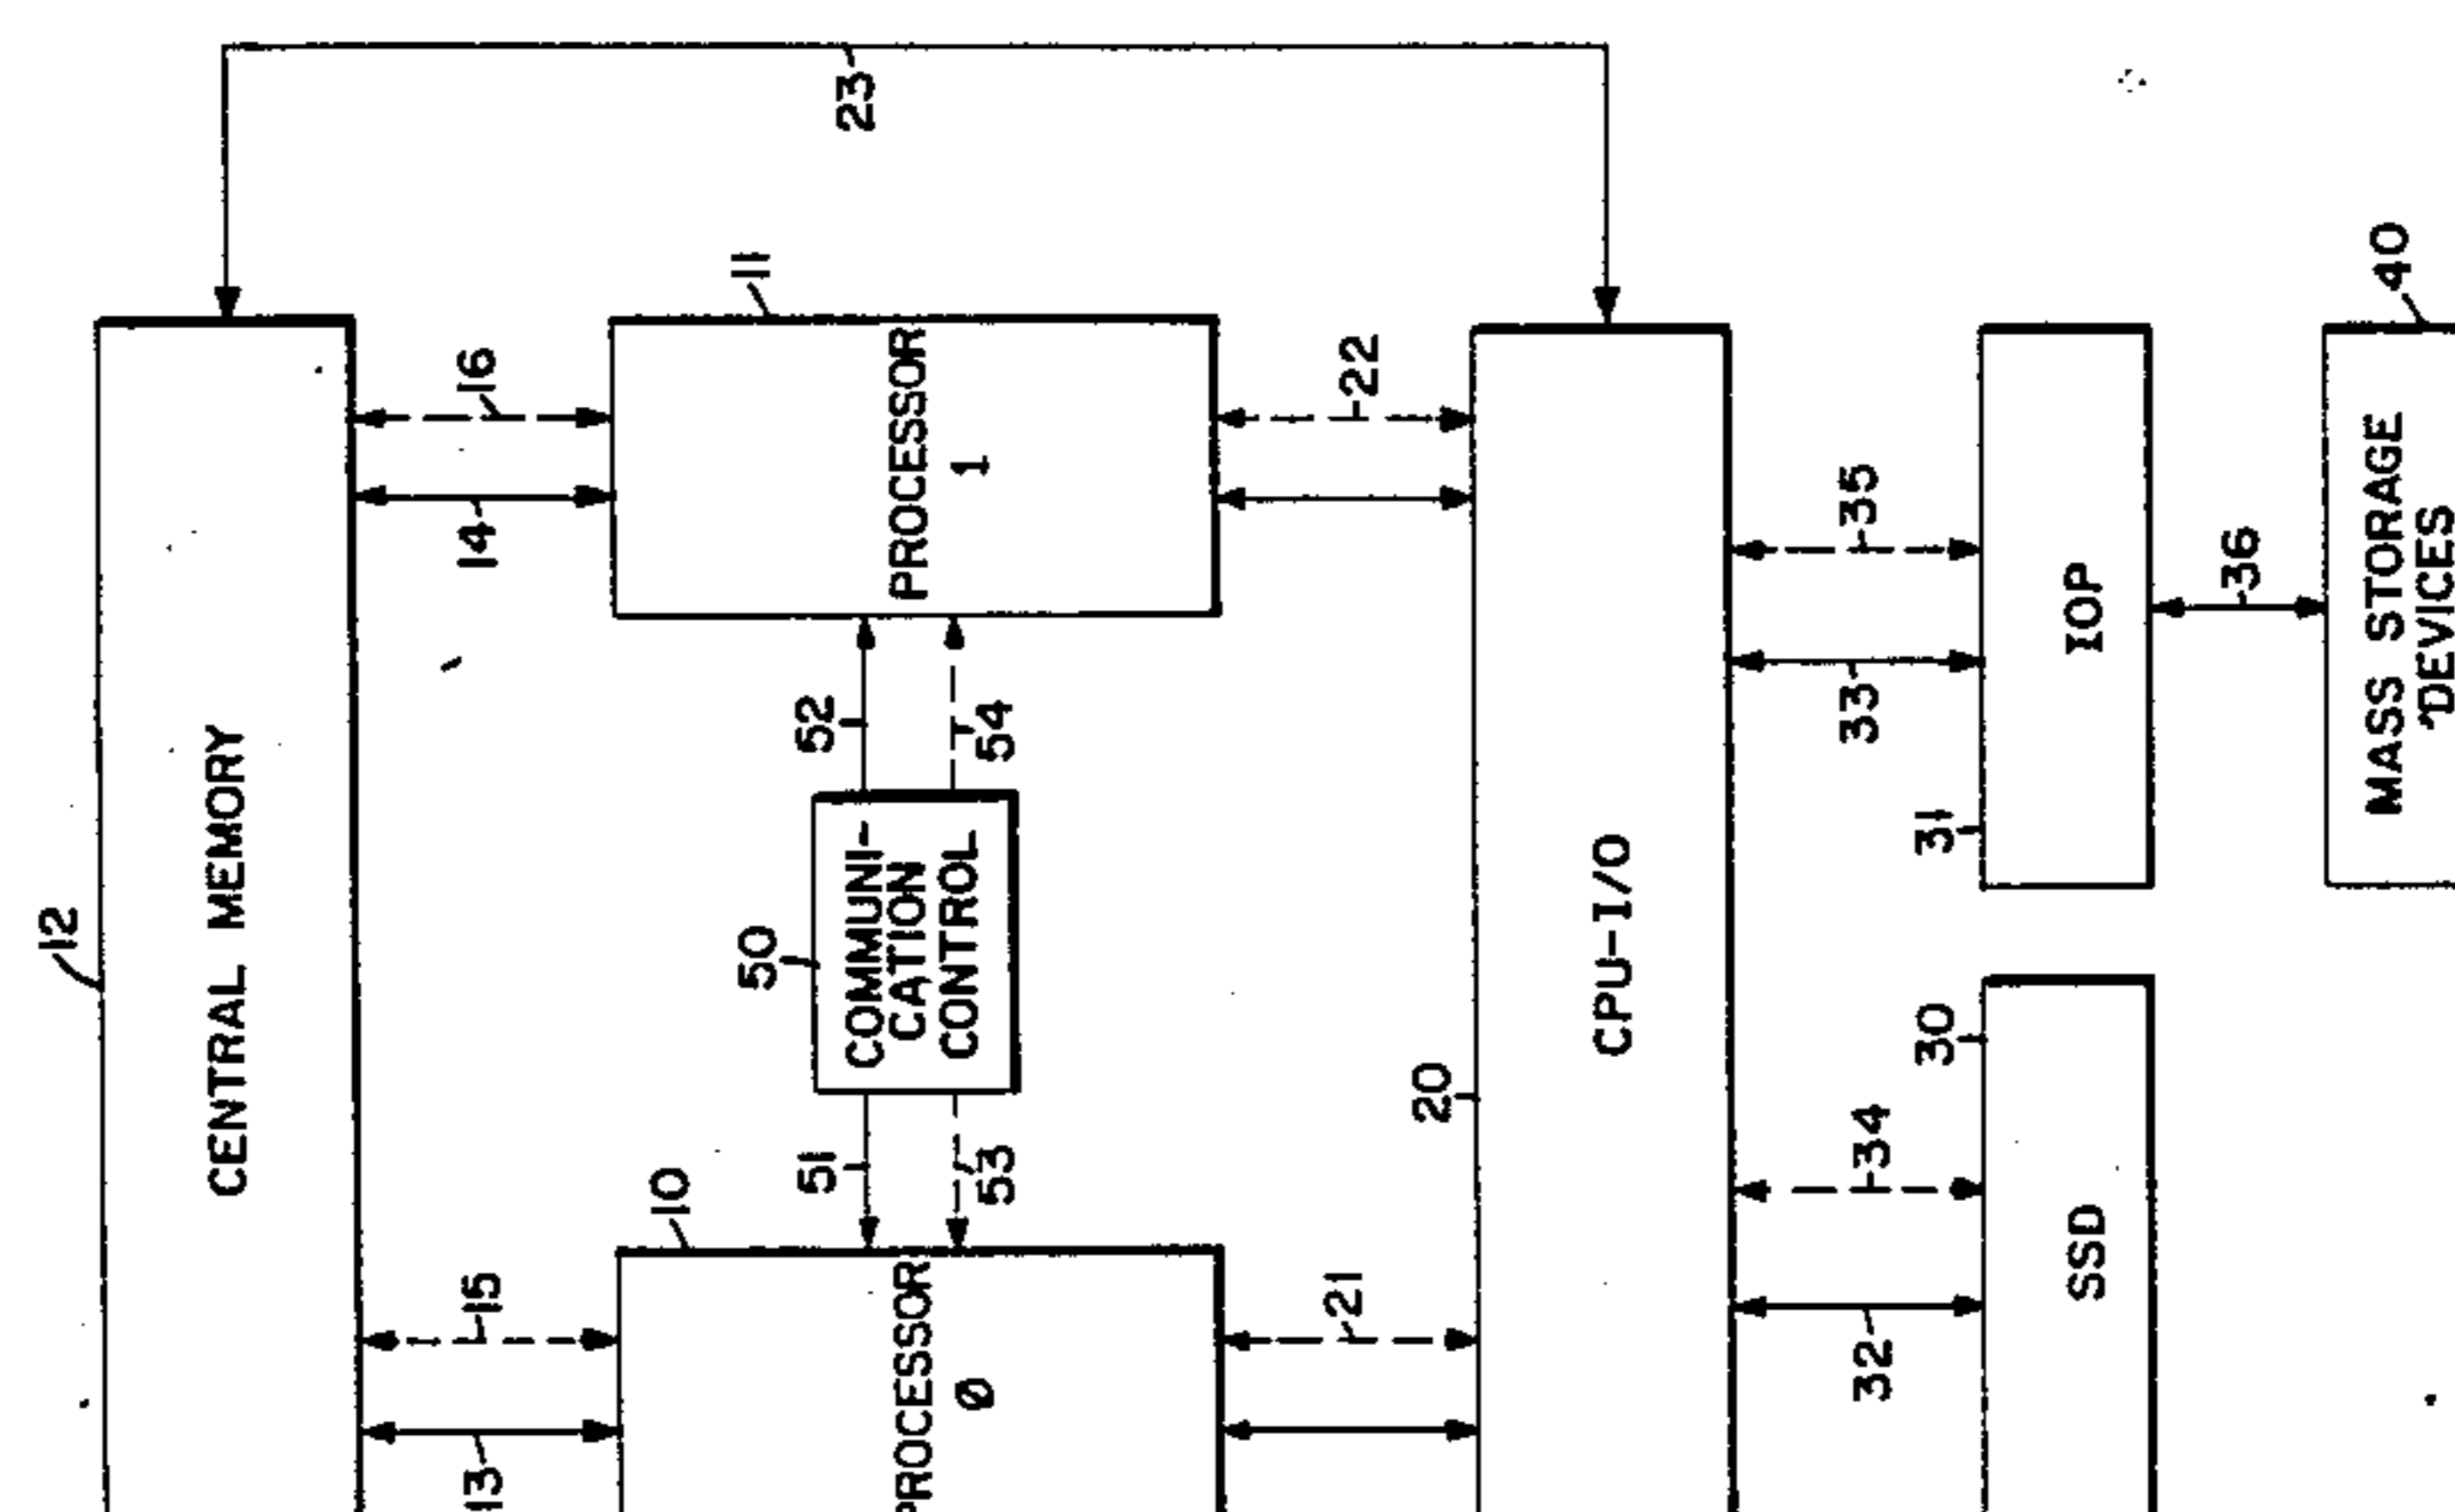 23
11
40
16
22
PROCESSOR
1
14
35
36
IOP
MASS STORAGE
DEVICES
33
52
54
31
12
CENTRAL MEMORY
50
COMMUNI-
CATION
CONTROL
CPU-I/O
30
20
34
10
51
53
15
21
SSD
32
PROCESSOR
0
13